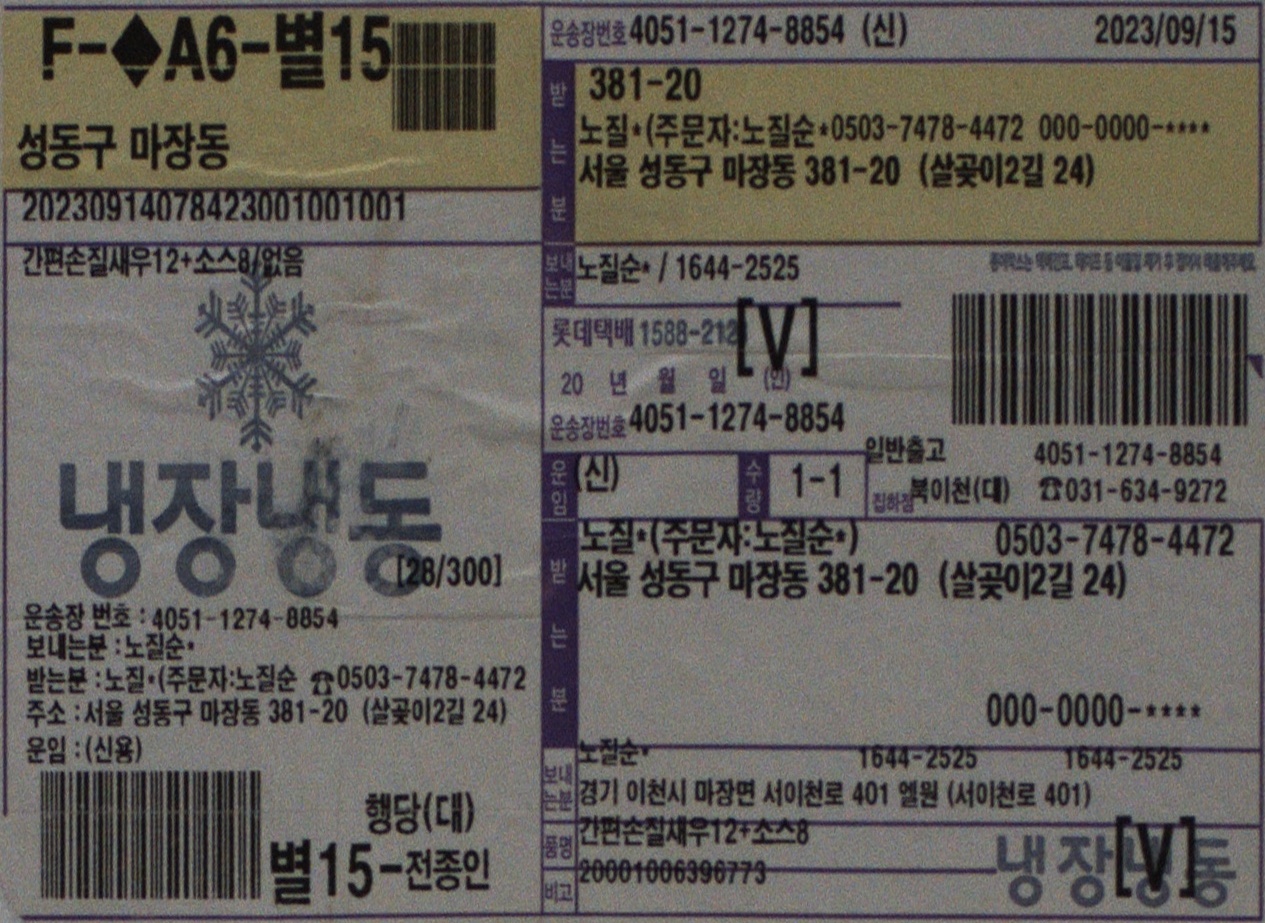 F-◆A6-별15
성동구 마장동
20230914078423001001001
간편손질새우12+소스8/없음
냉장냉동
[28/300]
운송장 번호 : 4051-1274-8854
보내는분 : 노질순*
받는분 : 노질*(주문자:노질순 ☎0503-7478-4472
주소 : 서울 성동구 마장동 381-20 (살곶이2길 24)
운임 : (신용)
행당(대)
별15-전종인
운송장번호 4051-1274-8854 (신) 2023/09/15
받는분
381-20
노질*(주문자:노질순*0503-7478-4472 000-0000-****
서울 성동구 마장동 381-20 (살곶이2길 24)
보내는분 노질순* / 1644-2525
롯데택배 1588-2121 [V]
20 년 월 일 (인)
운송장번호 4051-1274-8854
운임 (신) 수량 1-1
일반출고 4051-1274-8854
집하점 북이천(대) ☎031-634-9272
받는분
노질*(주문자:노질순*) 0503-7478-4472
서울 성동구 마장동 381-20 (살곶이2길 24)
000-0000-****
보내는분
노질순* 1644-2525 1644-2525
경기 이천시 마장면 서이천로 401 엘원 (서이천로 401)
품명 간편손질새우12+소스8
비고 20001006396773
냉장냉동 [V]